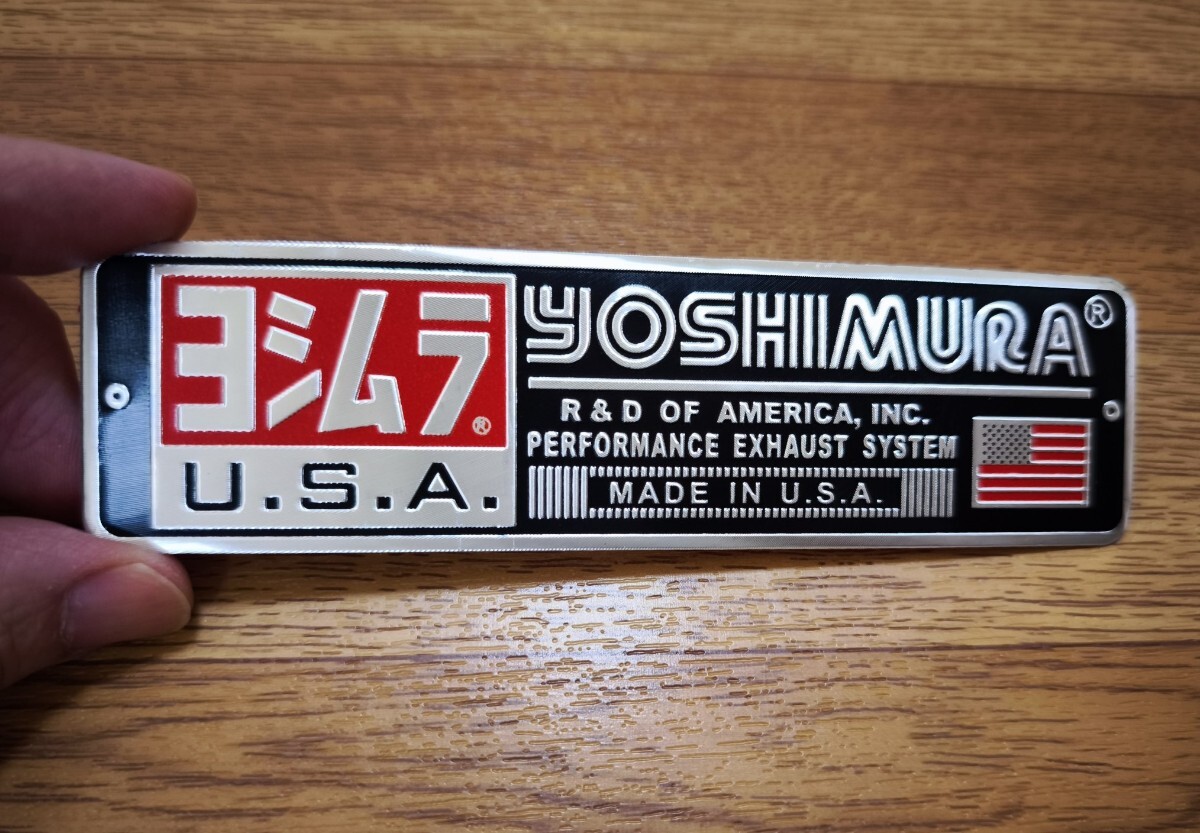 ヨシムラ®
U.S.A.
YOSHIMURA®
R & D OF AMERICA, INC.
PERFORMANCE EXHAUST SYSTEM
MADE IN U.S.A.